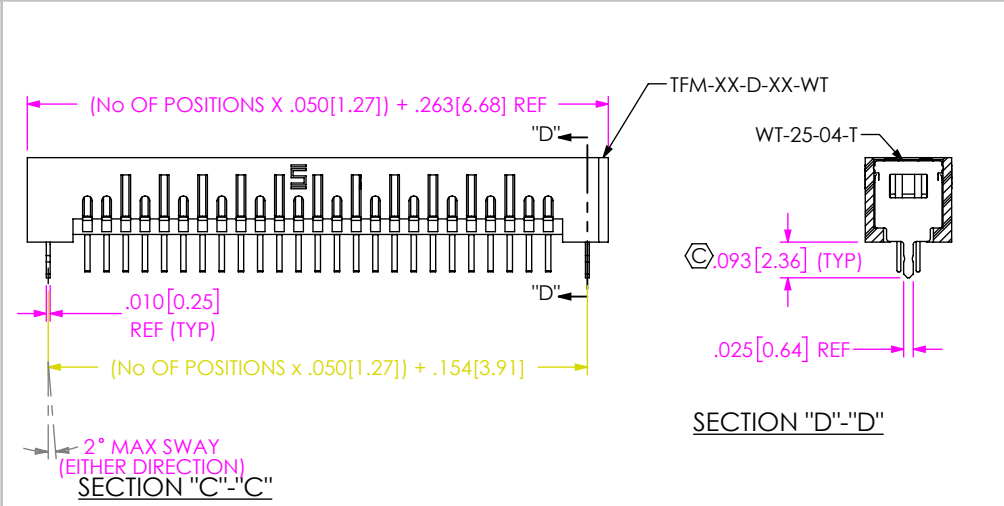 (No OF POSITIONS X .050[1.27]) + .263[6.68] REF
TFM-XX-D-XX-WT
"D"
WT-25-04-T
C .093[2.36] (TYP)
"D"
.010[0.25]
REF (TYP)
.025[0.64] REF
(No OF POSITIONS x .050[1.27]) + .154[3.91]
SECTION "D"-"D"
2° MAX SWAY
(EITHER DIRECTION)
SECTION "C"-"C"